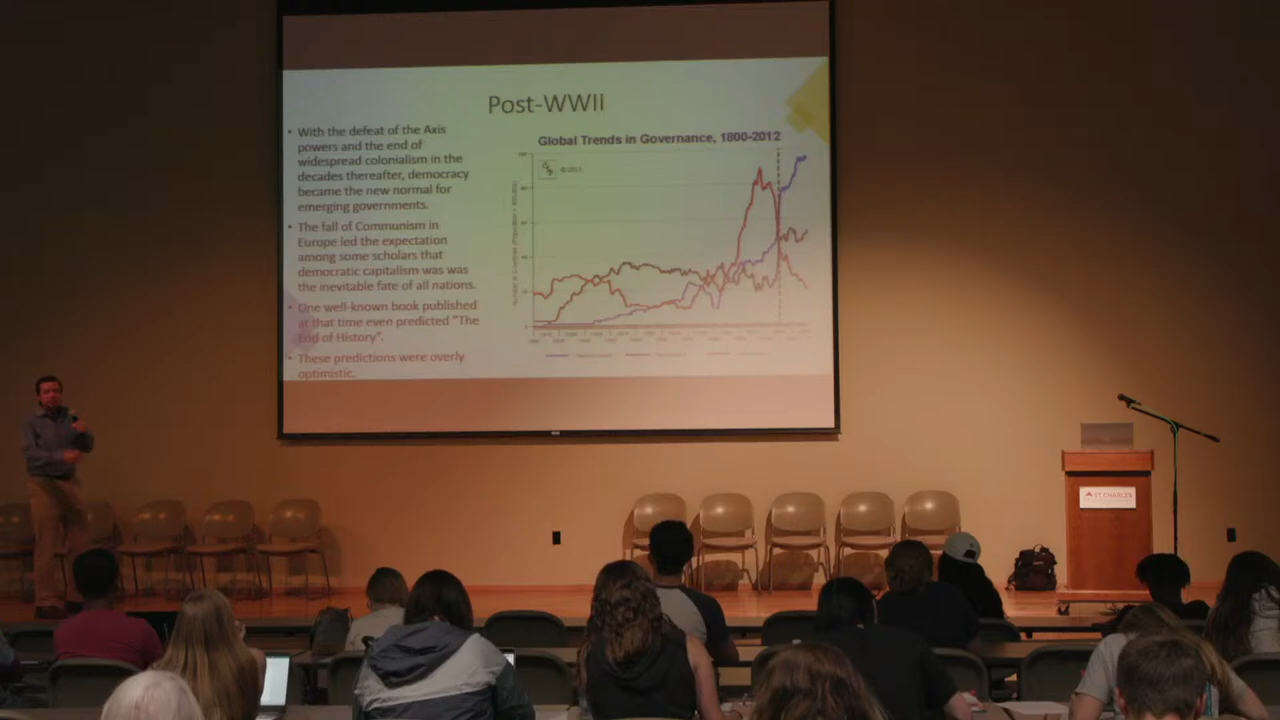 Post-WWII
• With the defeat of the Axis
powers and the end of
widespread colonialism in the
decades thereafter, democracy
became the new normal for
emerging governments.
• The fall of Communism in
Europe led the expectation
among some scholars that
democratic capitalism was was
the inevitable fate of all nations.
• One well-known book published
at that time even predicted "The
End of History".
• These predictions were overly
optimistic.
Global Trends in Governance, 1800-2012
ST. CHARLES